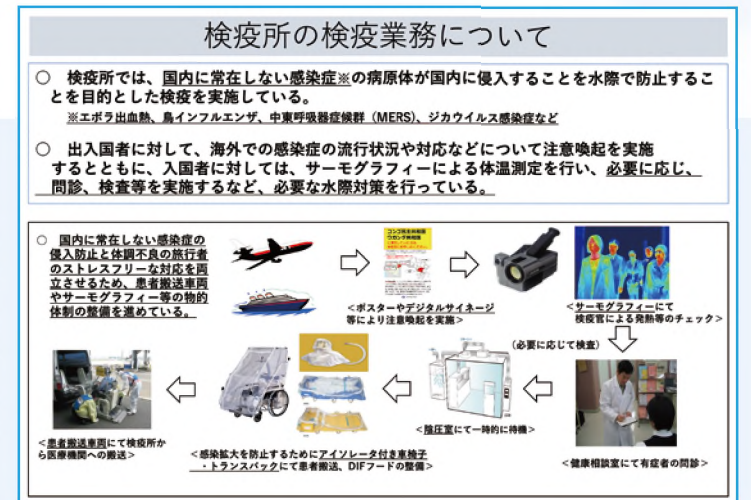 検疫所の検疫業務について
○ 検疫所では、国内に常在しない感染症※の病原体が国内に侵入することを水際で防止するこ
とを目的とした検疫を実施している。
※エボラ出血熱、鳥インフルエンザ、中東呼吸器症候群（MERS）、ジカウイルス感染症など
○ 出入国者に対して、海外での感染症の流行状況や対応などについて注意喚起を実施
するとともに、入国者に対しては、サーモグラフィーによる体温測定を行い、必要に応じ、
問診、検査等を実施するなど、必要な水際対策を行っている。
○ 国内に常在しない感染症の
侵入防止と体調不良の旅行者
のストレスフリーな対応を両
立させるため、患者搬送車両
やサーモグラフィー等の物的
体制の整備を進めている。
コンゴ民主共和国
ウガンダ共和国
＜ポスターやデジタルサイネージ
等により注意喚起を実施＞
＜サーモグラフィーにて
検疫官による発熱等のチェック＞
（必要に応じて検査）
＜健康相談室にて有症者の問診＞
＜陰圧室にて一時的に待機＞
＜感染拡大を防止するためにアイソレータ付き車椅子
・トランスバックにて患者搬送、DIFフードの整備＞
＜患者搬送車両にて検疫所か
ら医療機関への搬送＞